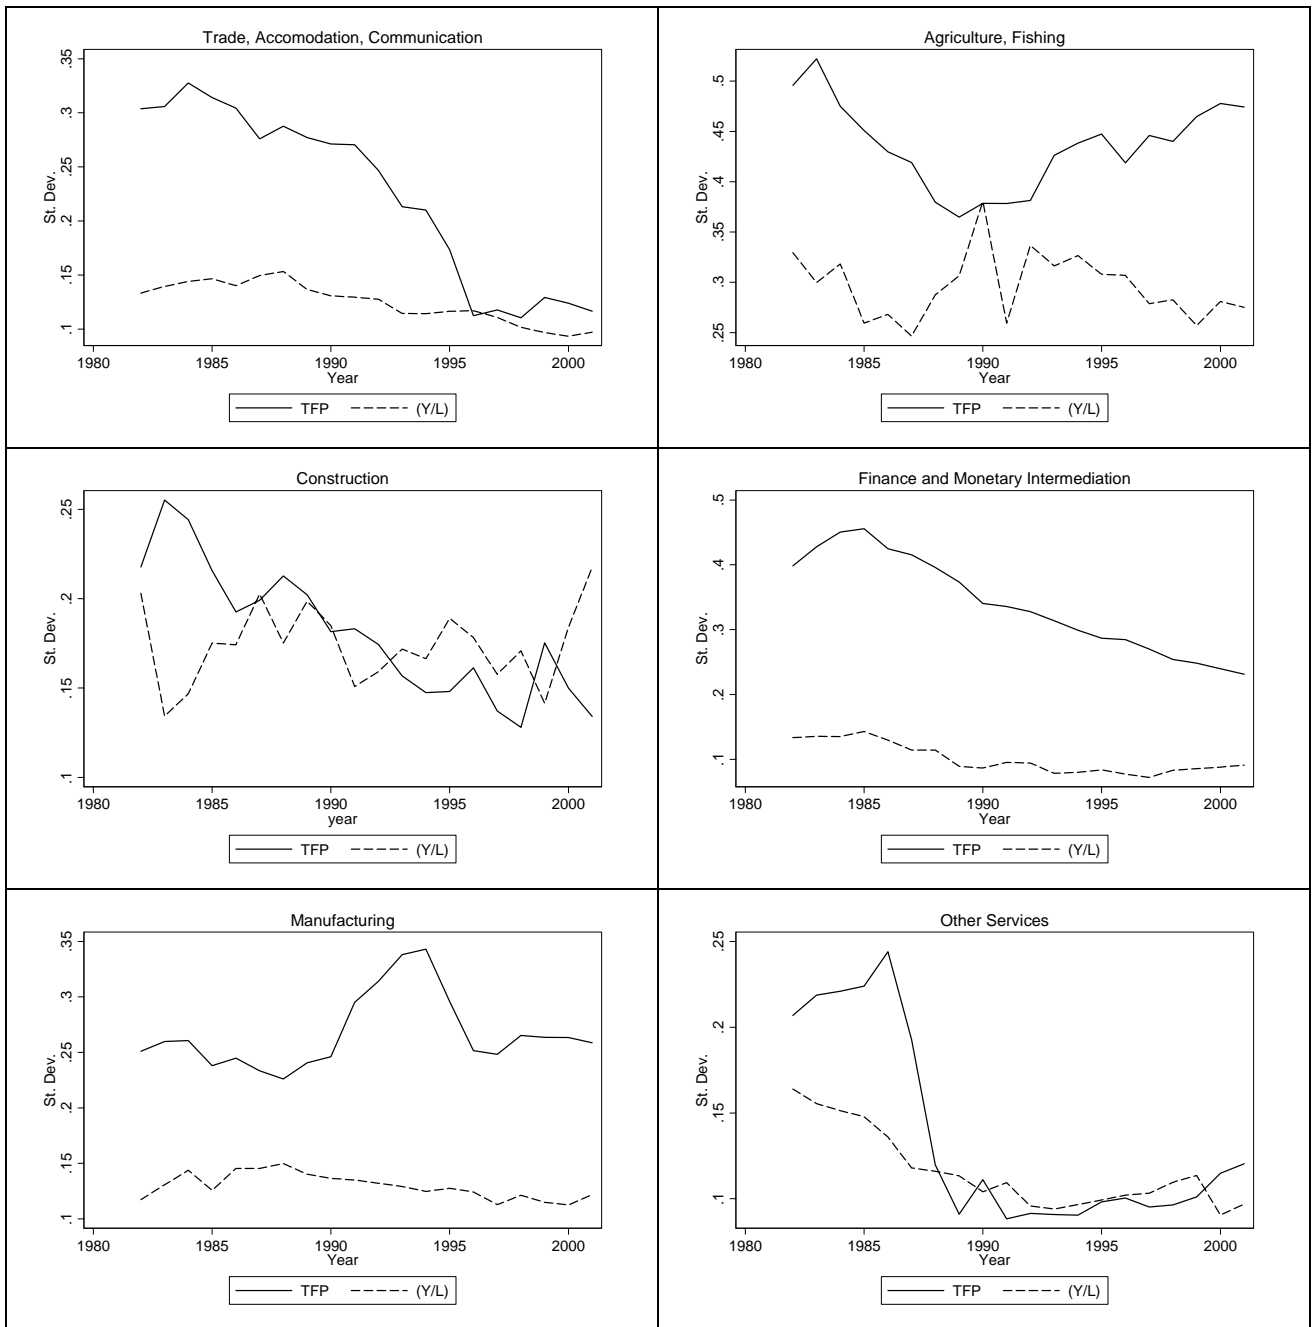 Trade, Accomodation, Communication
St. Dev.
.35
.3
.25
.2
.15
.1
1980 1985 1990 1995 2000
Year
TFP (Y/L)
Agriculture, Fishing
St. Dev.
.5
.45
.4
.35
.3
.25
1980 1985 1990 1995 2000
Year
TFP (Y/L)
Construction
St. Dev.
.25
.2
.15
.1
1980 1985 1990 1995 2000
year
TFP (Y/L)
Finance and Monetary Intermediation
St. Dev.
.5
.4
.3
.2
.1
1980 1985 1990 1995 2000
Year
TFP (Y/L)
Manufacturing
St. Dev.
.35
.3
.25
.2
.15
.1
1980 1985 1990 1995 2000
Year
TFP (Y/L)
Other Services
St. Dev.
.25
.2
.15
.1
1980 1985 1990 1995 2000
Year
TFP (Y/L)